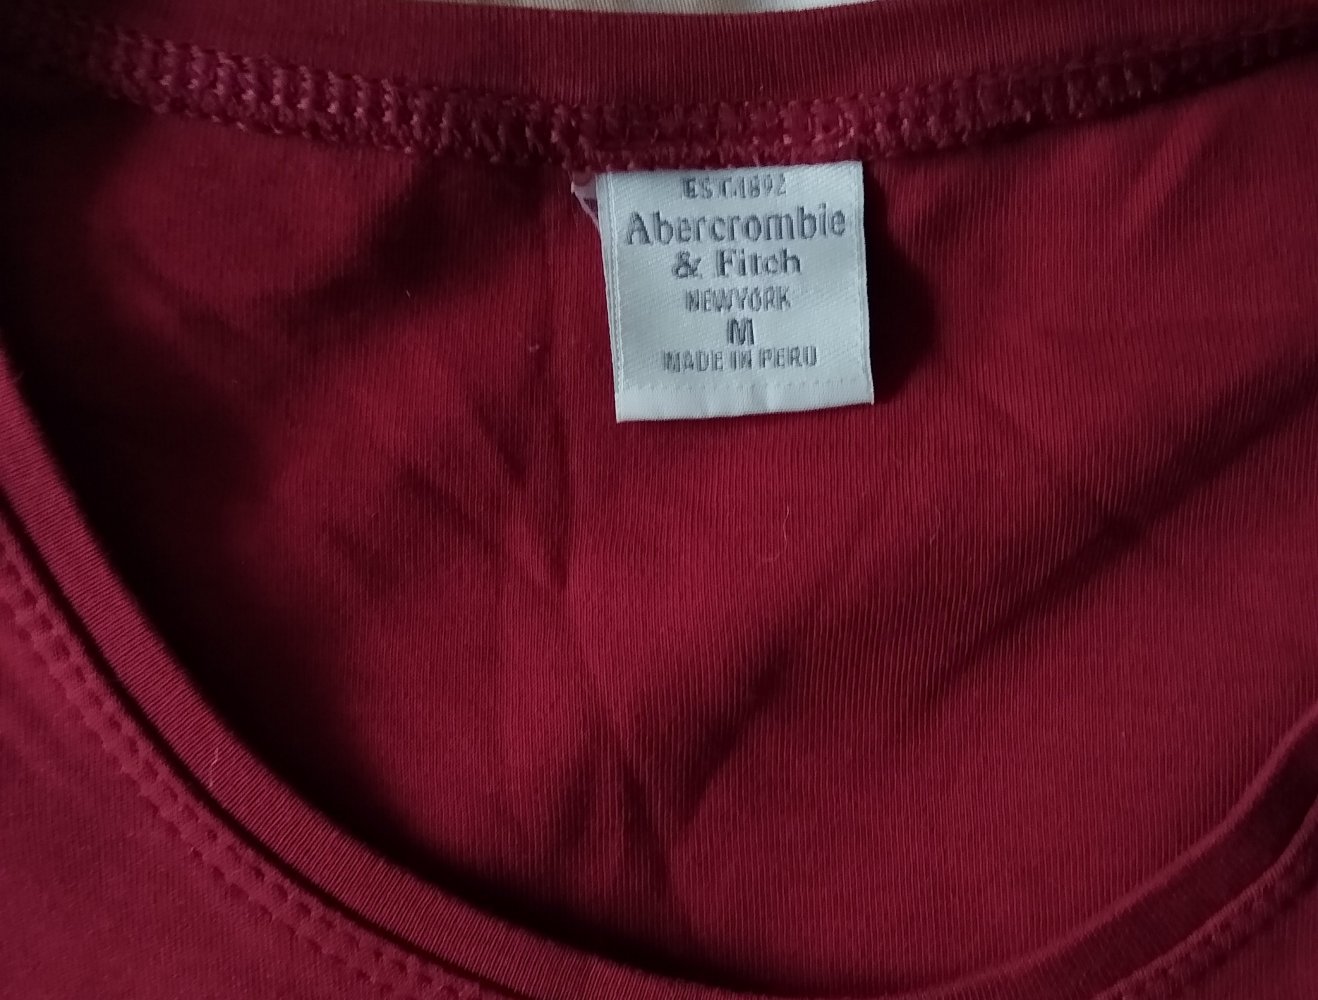 EST.1892
Abercrombie
& Fitch
NEWYORK
M
MADE IN PERU